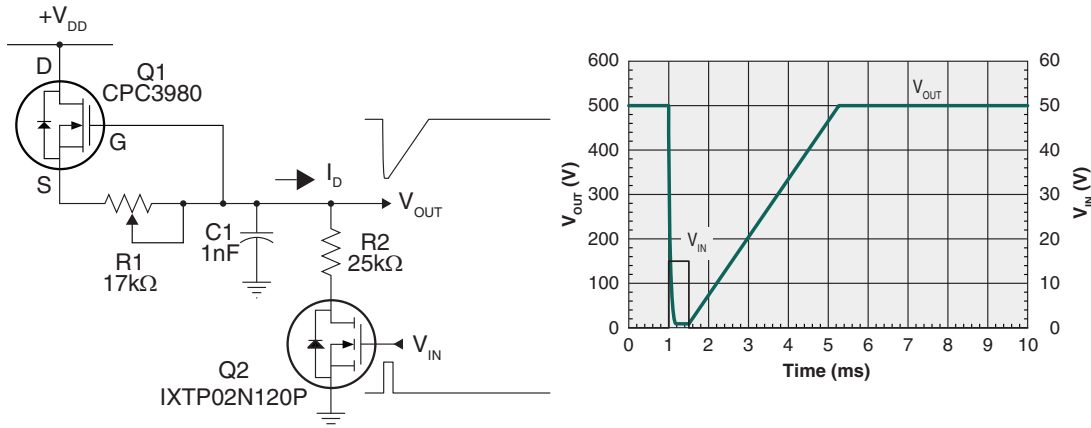 +V_DD
D
Q1
CPC3980
G
S
I_D
V_OUT
C1
1nF
R2
25kΩ
R1
17kΩ
V_IN
Q2
IXTP02N120P
600
500
400
300
200
100
0
V_OUT (V)
V_OUT
V_IN
60
50
40
30
20
10
0
V_IN (V)
0 1 2 3 4 5 6 7 8 9 10
Time (ms)